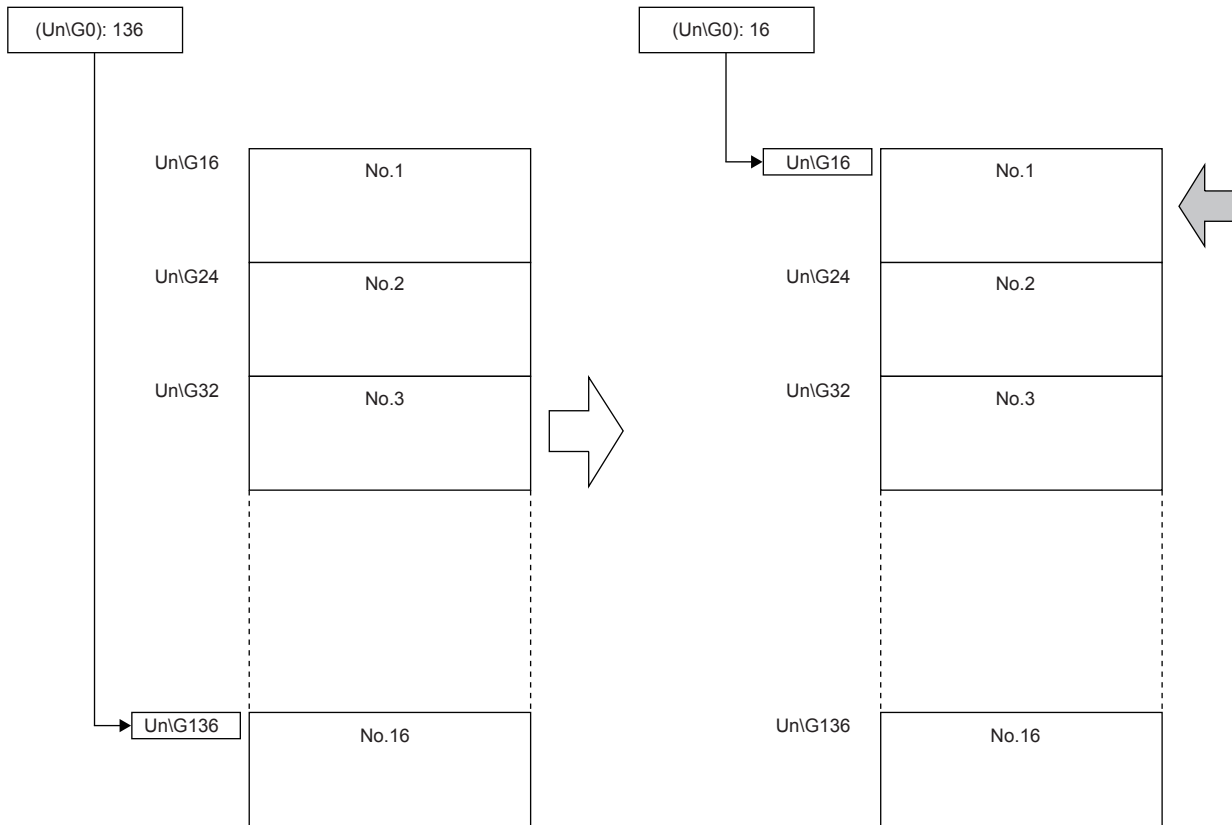 (Un\G0): 136
Un\G16
No.1
Un\G24
No.2
Un\G32
No.3
Un\G136
No.16
(Un\G0): 16
Un\G16
No.1
Un\G24
No.2
Un\G32
No.3
Un\G136
No.16